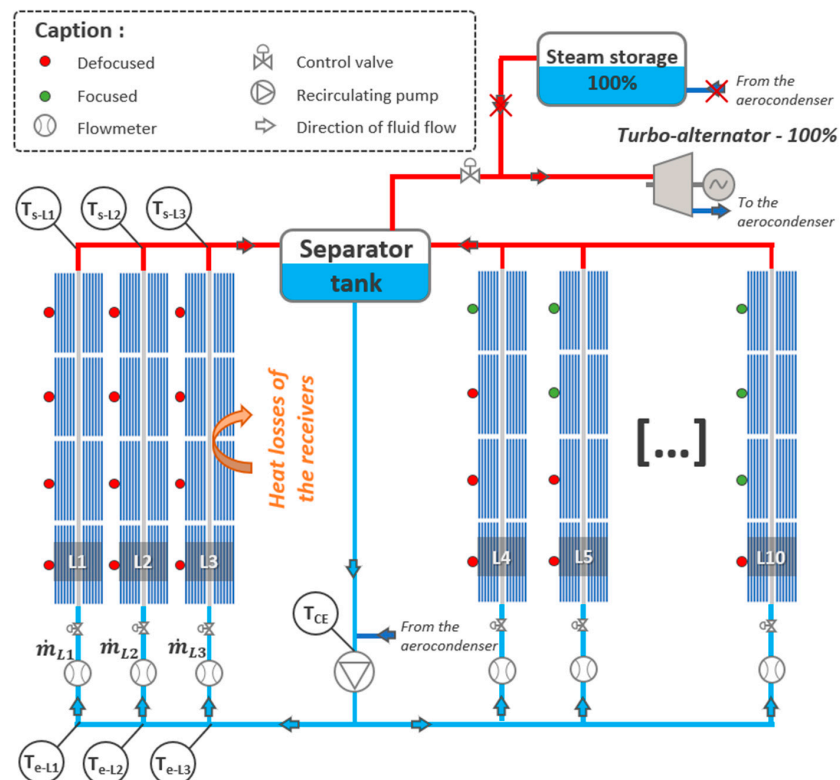 Caption :
Defocused
Focused
Flowmeter
Control valve
Recirculating pump
Direction of fluid flow
Steam storage
100%
From the
aerocondenser
Turbo-alternator - 100%
To the
aerocondenser
Ts-L1
Ts-L2
Ts-L3
Separator
tank
Heat losses of
the receivers
[...]
L1
L2
L3
L4
L5
L10
TCE
From the
aerocondenser
ṁL1
ṁL2
ṁL3
Te-L1
Te-L2
Te-L3